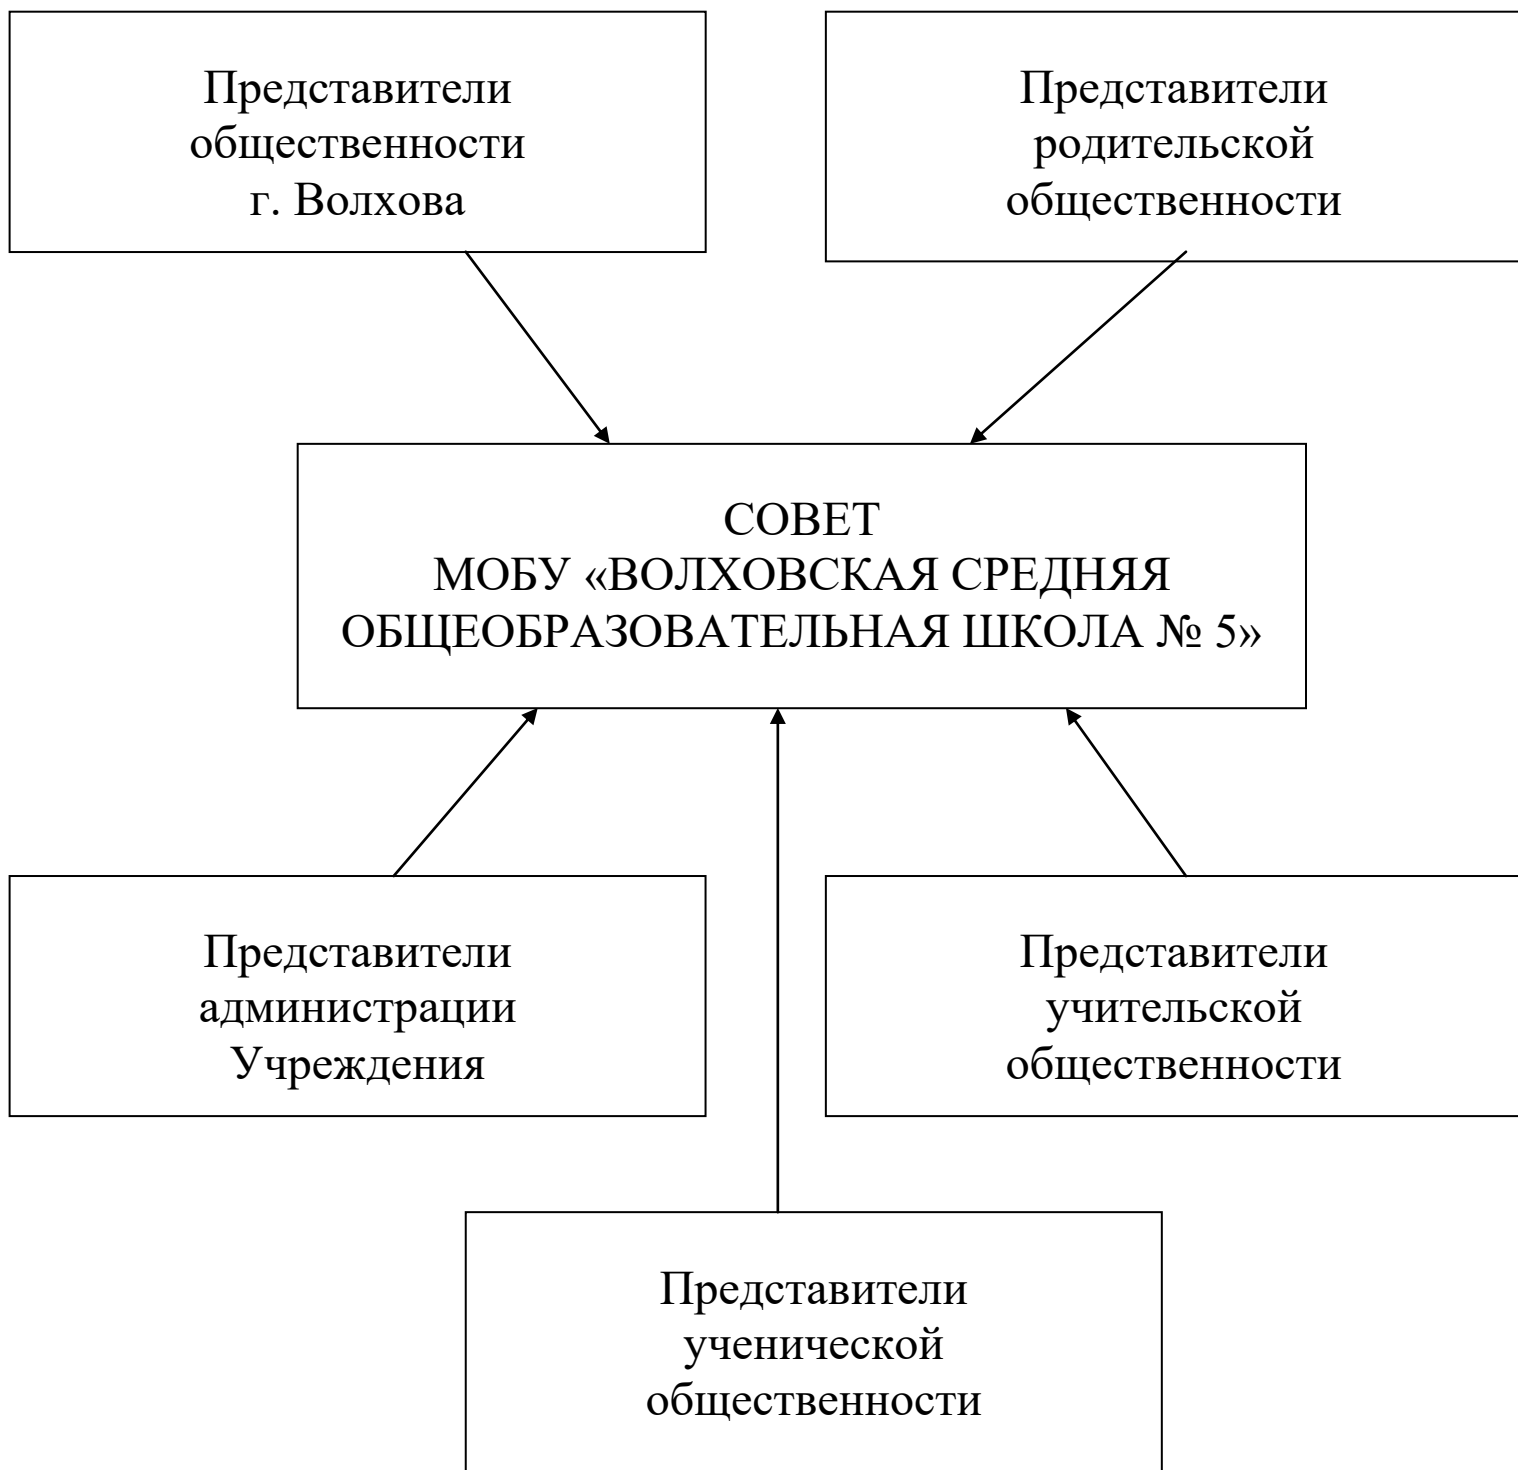 Представители
общественности
г. Волхова
Представители
родительской
общественности
СОВЕТ
МОБУ «ВОЛХОВСКАЯ СРЕДНЯЯ
ОБЩЕОБРАЗОВАТЕЛЬНАЯ ШКОЛА № 5»
Представители
администрации
Учреждения
Представители
учительской
общественности
Представители
ученической
общественности